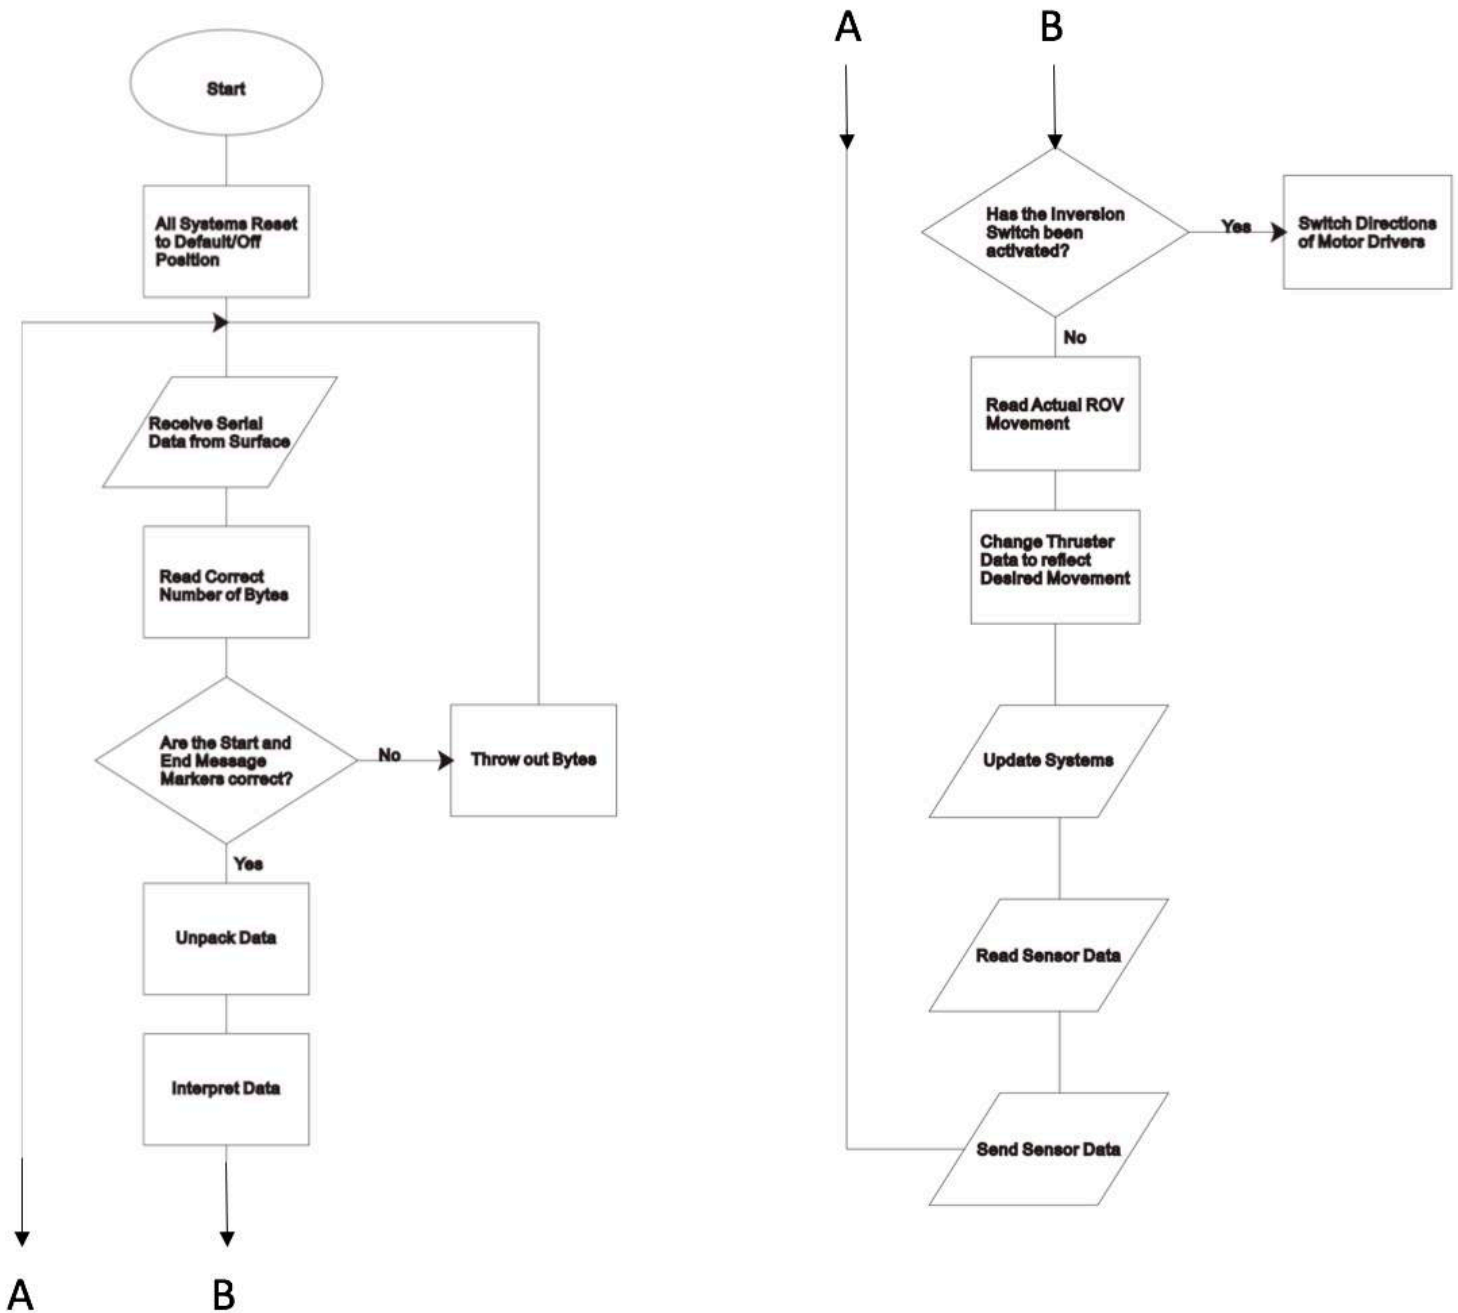 Start
All Systems Reset
to Default/Off
Position
Receive Serial
Data from Surface
Read Correct
Number of Bytes
Are the Start and
End Message
Markers correct?
No
Throw out Bytes
Yes
Unpack Data
Interpret Data
A
B
A
B
Has the Inversion
Switch been
activated?
Yes
Switch Directions
of Motor Drivers
No
Read Actual ROV
Movement
Change Thruster
Data to reflect
Desired Movement
Update Systems
Read Sensor Data
Send Sensor Data